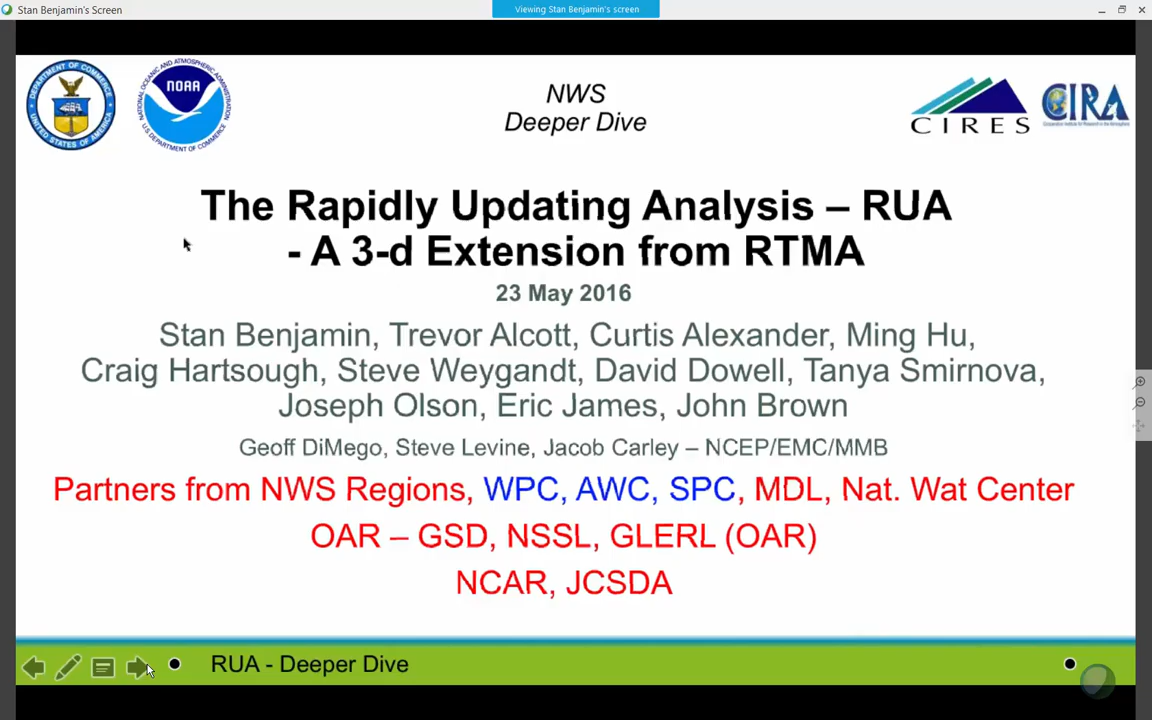 Stan Benjamin's Screen
Viewing Stan Benjamin's screen
NOAA
NWS
Deeper Dive
CIRES
CIRA
The Rapidly Updating Analysis – RUA
- A 3-d Extension from RTMA
23 May 2016
Stan Benjamin, Trevor Alcott, Curtis Alexander, Ming Hu,
Craig Hartsough, Steve Weygandt, David Dowell, Tanya Smirnova,
Joseph Olson, Eric James, John Brown
Geoff DiMego, Steve Levine, Jacob Carley – NCEP/EMC/MMB
Partners from NWS Regions, WPC, AWC, SPC, MDL, Nat. Wat Center
OAR – GSD, NSSL, GLERL (OAR)
NCAR, JCSDA
RUA - Deeper Dive